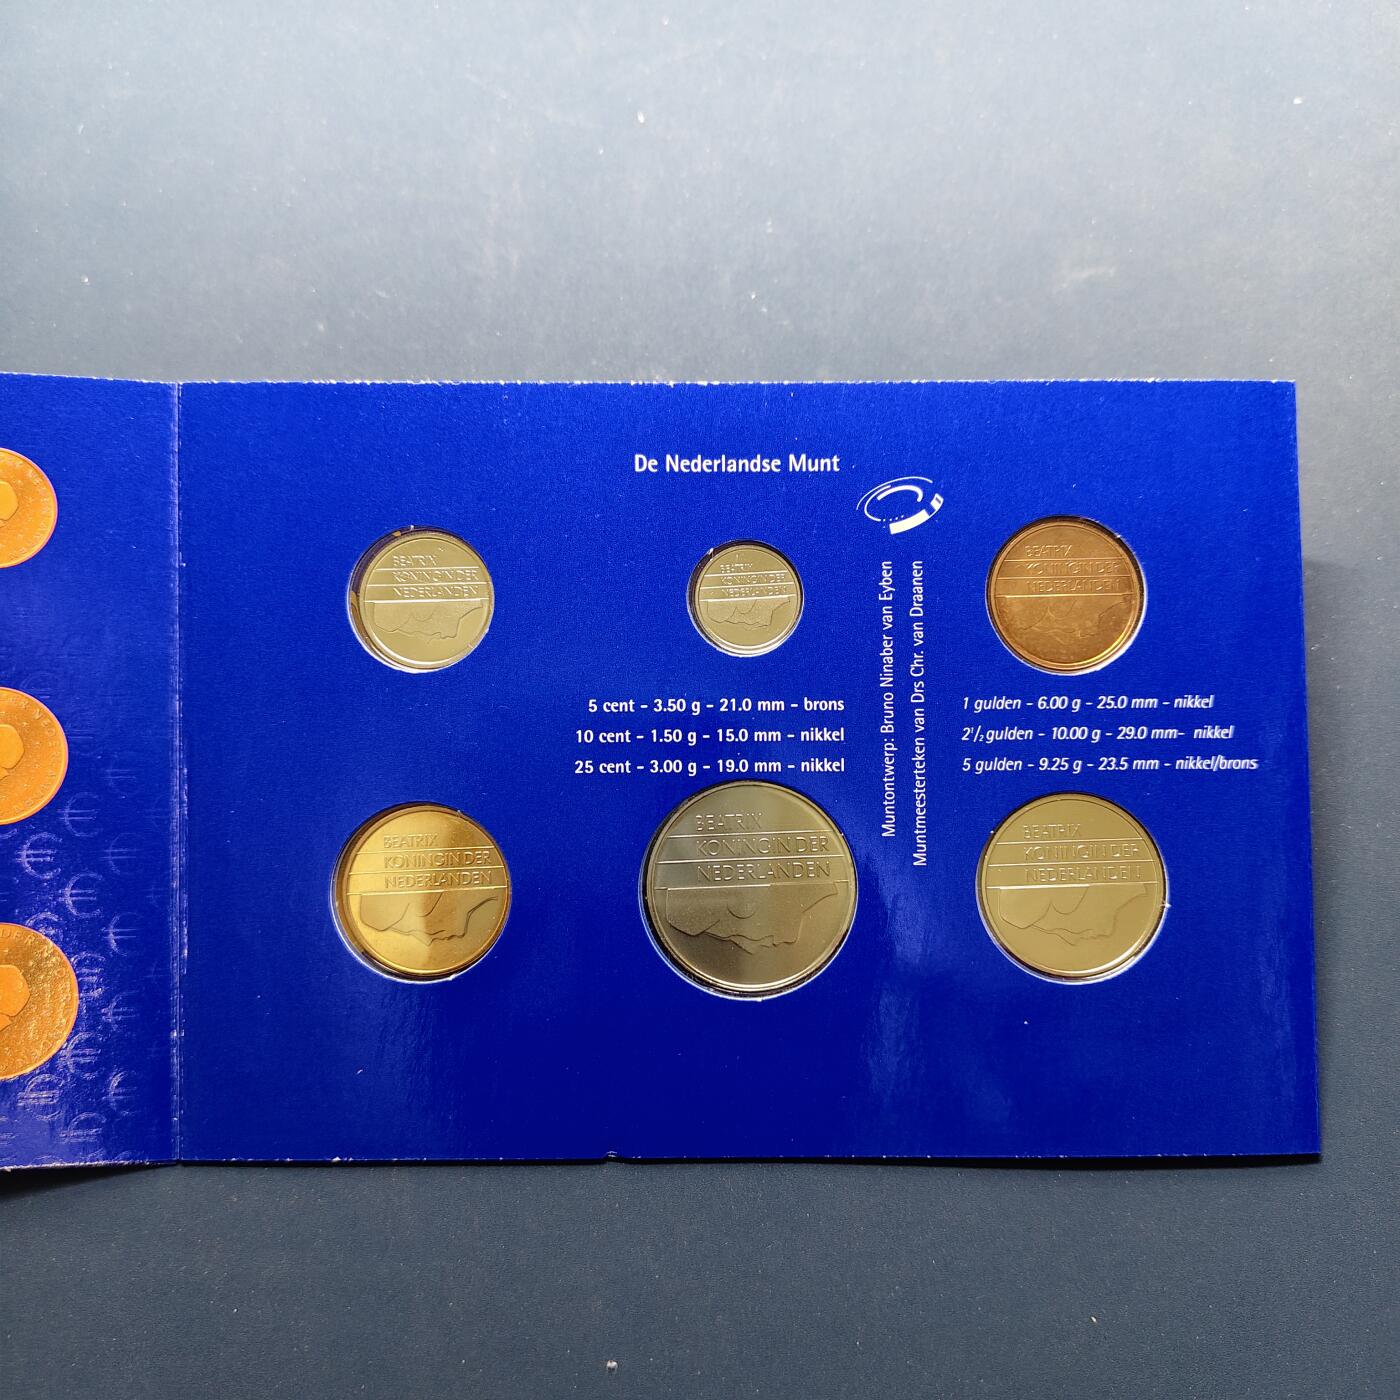 De Nederlandse Munt
BEATRIX
KONINGIN DER
NEDERLANDEN
BEATRIX
KONINGIN DER
NEDERLANDEN
BEATRIX
KONINGIN DER
NEDERLANDEN
5 cent - 3.50 g - 21.0 mm - brons
10 cent - 1.50 g - 15.0 mm - nikkel
25 cent - 3.00 g - 19.0 mm - nikkel
Muntontwerp: Bruno Ninaber van Eyben
Muntmeesterteken van Drs Chr. van Draanen
1 gulden - 6.00 g - 25.0 mm - nikkel
2 1/2 gulden - 10.00 g - 29.0 mm- nikkel
5 gulden - 9.25 g - 23.5 mm - nikkel/brons
BEATRIX
KONINGIN DER
NEDERLANDEN
BEATRIX
KONINGIN DER
NEDERLANDEN
BEATRIX
KONINGIN DER
NEDERLANDEN